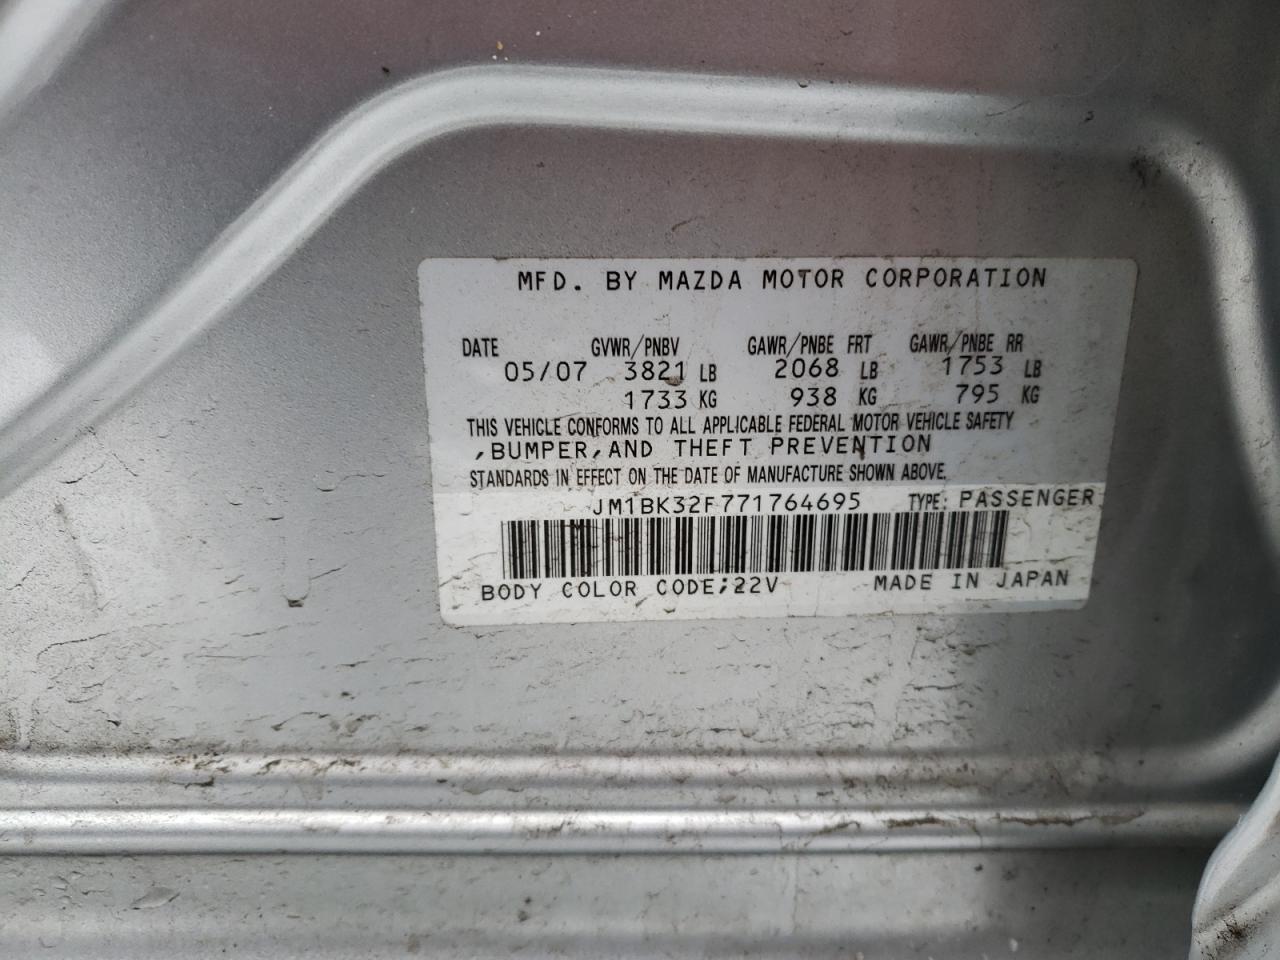 MFD. BY MAZDA MOTOR CORPORATION
DATE GVWR/PNBV GAWR/PNBE FRT GAWR/PNBE RR
05/07 3821 LB 2068 LB 1753 LB
1733 KG 938 KG 795 KG
THIS VEHICLE CONFORMS TO ALL APPLICABLE FEDERAL MOTOR VEHICLE SAFETY
,BUMPER,AND THEFT PREVENTION
STANDARDS IN EFFECT ON THE DATE OF MANUFACTURE SHOWN ABOVE.
JM1BK32F771764695 TYPE: PASSENGER
BODY COLOR CODE;22V MADE IN JAPAN